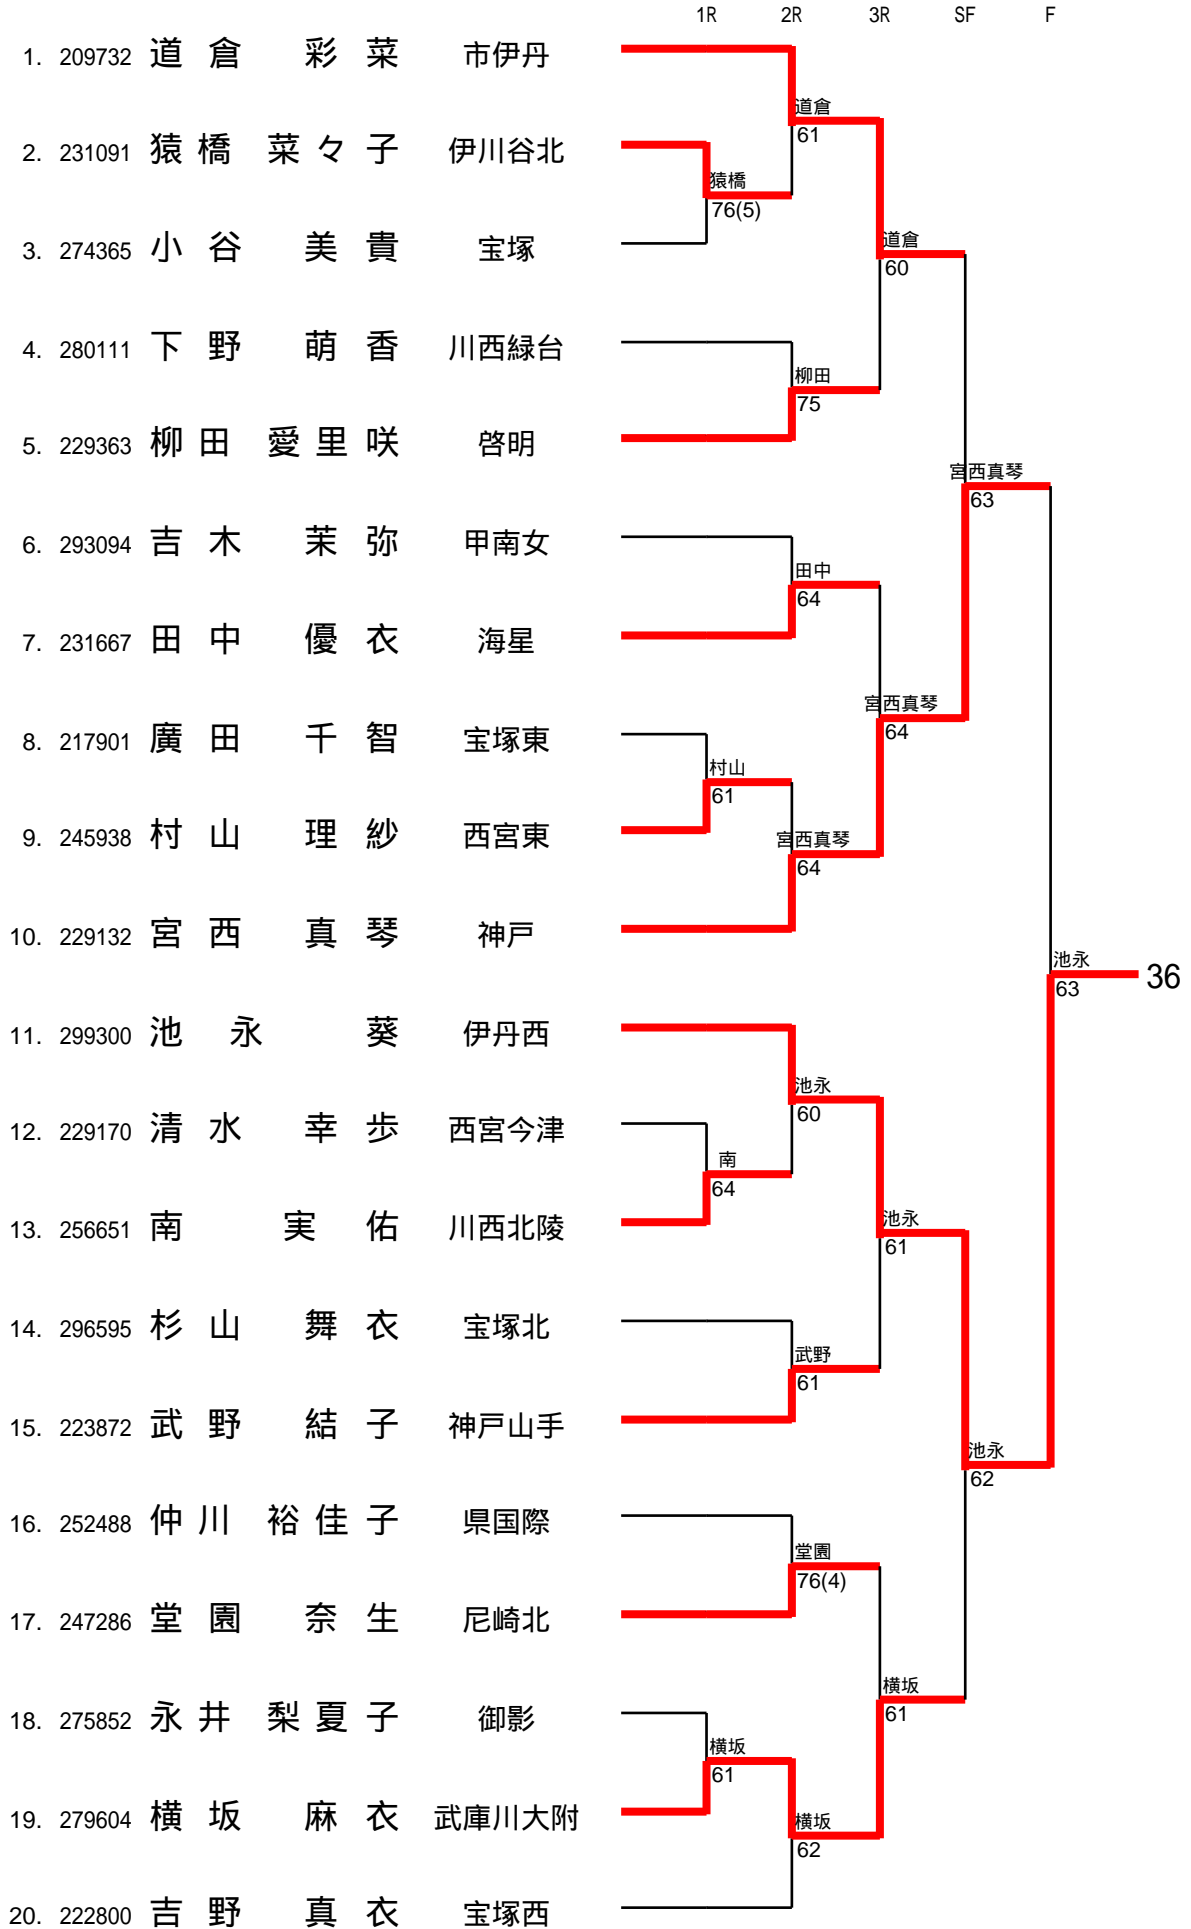 1R 2R 3R SF F
1. 209732 道倉 彩菜 市伊丹
道倉
61
2. 231091 猿橋 菜々子 伊川谷北
猿橋
76(5)
3. 274365 小谷 美貴 宝塚
道倉
60
4. 280111 下野 萌香 川西緑台
柳田
75
5. 229363 柳田 愛里咲 啓明
宮西真琴
63
6. 293094 吉木 茉弥 甲南女
田中
64
7. 231667 田中 優衣 海星
宮西真琴
64
8. 217901 廣田 千智 宝塚東
村山
61
9. 245938 村山 理紗 西宮東
宮西真琴
64
10. 229132 宮西 真琴 神戸
池永
63
36
11. 299300 池永 葵 伊丹西
池永
60
12. 229170 清水 幸歩 西宮今津
南
64
13. 256651 南 実佑 川西北陵
池永
61
14. 296595 杉山 舞衣 宝塚北
武野
61
15. 223872 武野 結子 神戸山手
池永
62
16. 252488 仲川 裕佳子 県国際
堂園
76(4)
17. 247286 堂園 奈生 尼崎北
横坂
61
18. 275852 永井 梨夏子 御影
横坂
61
19. 279604 横坂 麻衣 武庫川大附
横坂
62
20. 222800 吉野 真衣 宝塚西